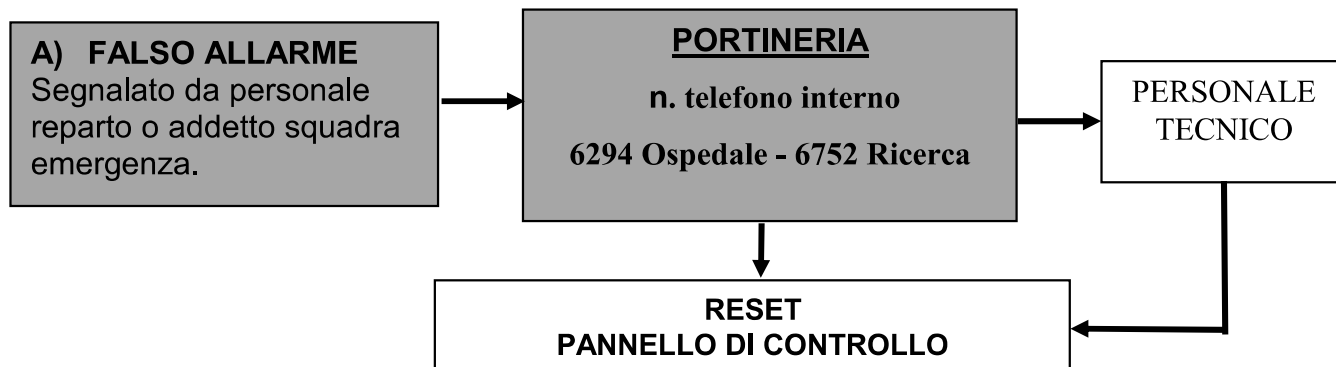 A) FALSO ALLARME
Segnalato da personale
reparto o addetto squadra
emergenza.
PORTINERIA
n. telefono interno
6294 Ospedale - 6752 Ricerca
PERSONALE
TECNICO
RESET
PANNELLO DI CONTROLLO